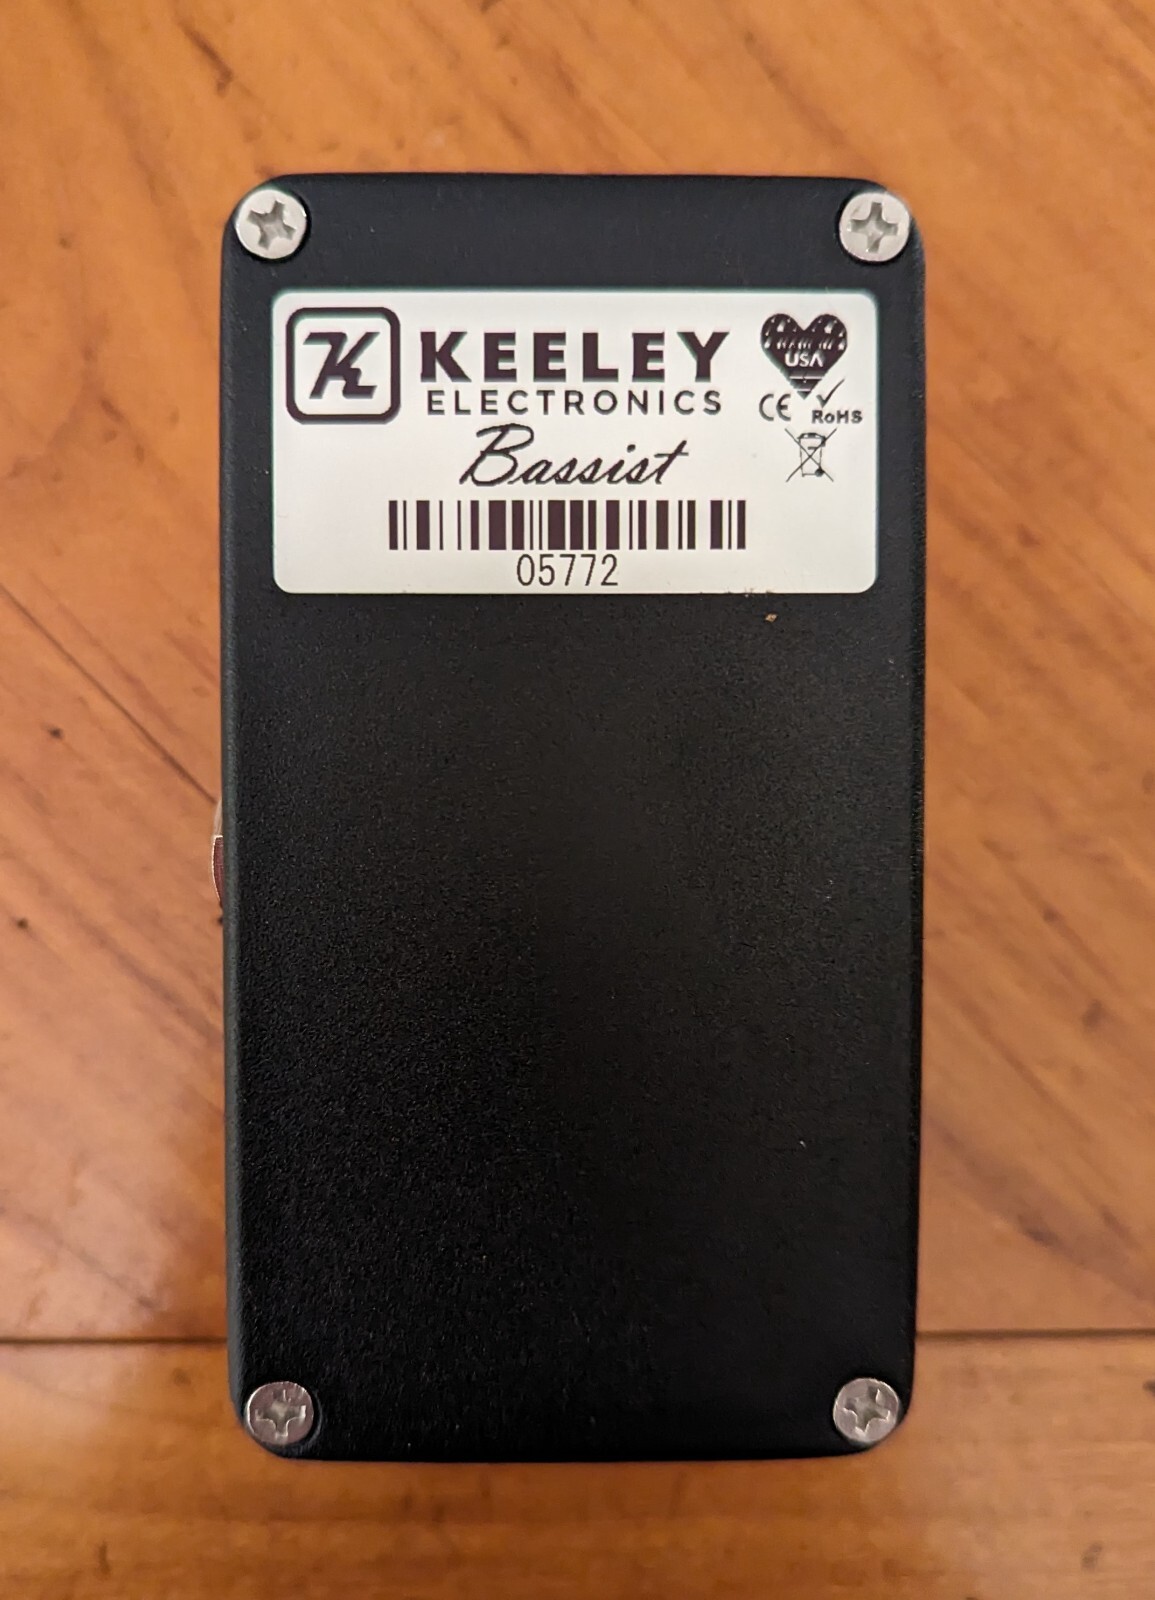 K KEELEY
ELECTRONICS
Bassist
05772
USA
CE RoHS